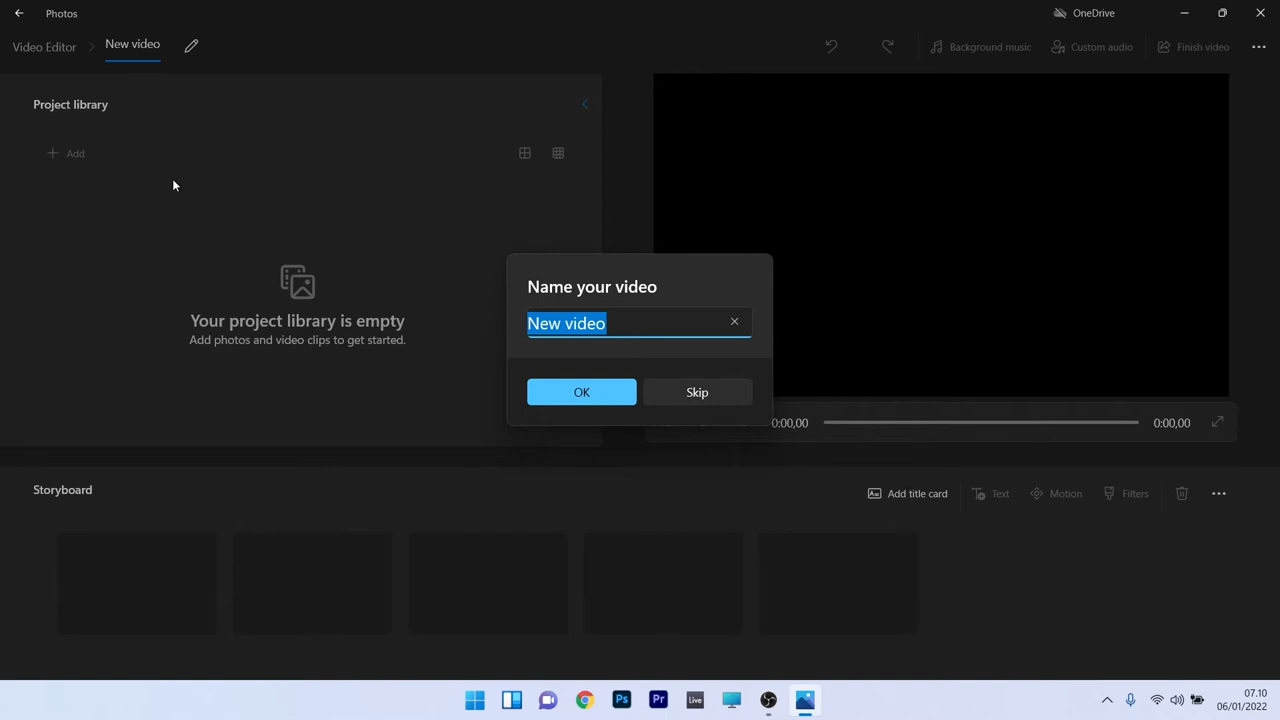 Photos
OneDrive
Video Editor
New video
Background music
Custom audio
Finish video
Project library
Add
Your project library is empty
Add photos and video clips to get started.
Name your video
New video
OK
Skip
0:00,00
0:00,00
Storyboard
Add title card
Text
Motion
Filters
Ps
Pr
Live
07.10
06/01/2022